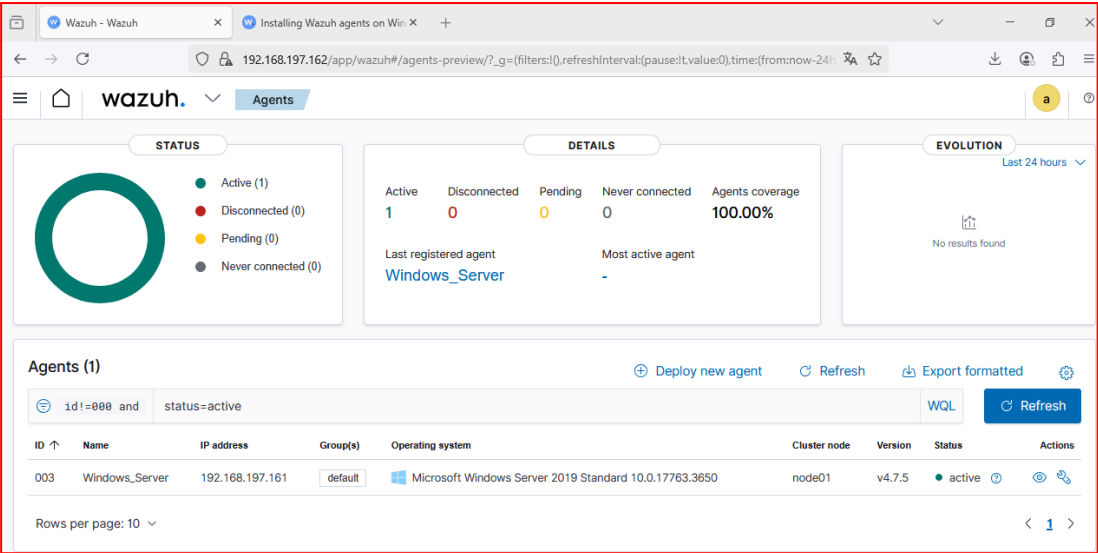 Wazuh - Wazuh
Installing Wazuh agents on Win
192.168.197.162/app/wazuh#/agents-preview/?_g=(filters:!(),refreshInterval:(pause:!t,value:0),time:(from:now-24h
wazuh. Agents a
STATUS
Active (1)
Disconnected (0)
Pending (0)
Never connected (0)
DETAILS
Active Disconnected Pending Never connected Agents coverage
1 0 0 0 100.00%
Last registered agent Most active agent
Windows_Server -
EVOLUTION
Last 24 hours
No results found
Agents (1)
Deploy new agent Refresh Export formatted
id!=000 and status=active WQL Refresh
ID Name IP address Group(s) Operating system Cluster node Version Status Actions
003 Windows_Server 192.168.197.161 default Microsoft Windows Server 2019 Standard 10.0.17763.3650 node01 v4.7.5 active
Rows per page: 10 1